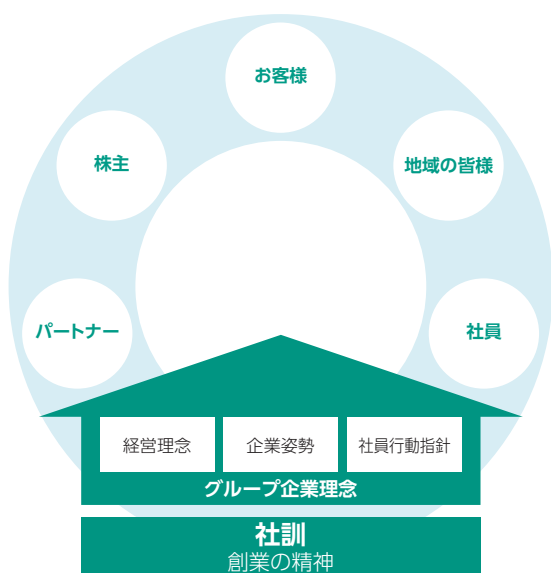 お客様
株主
地域の皆様
パートナー
社員
経営理念
企業姿勢
社員行動指針
グループ企業理念
社訓
創業の精神